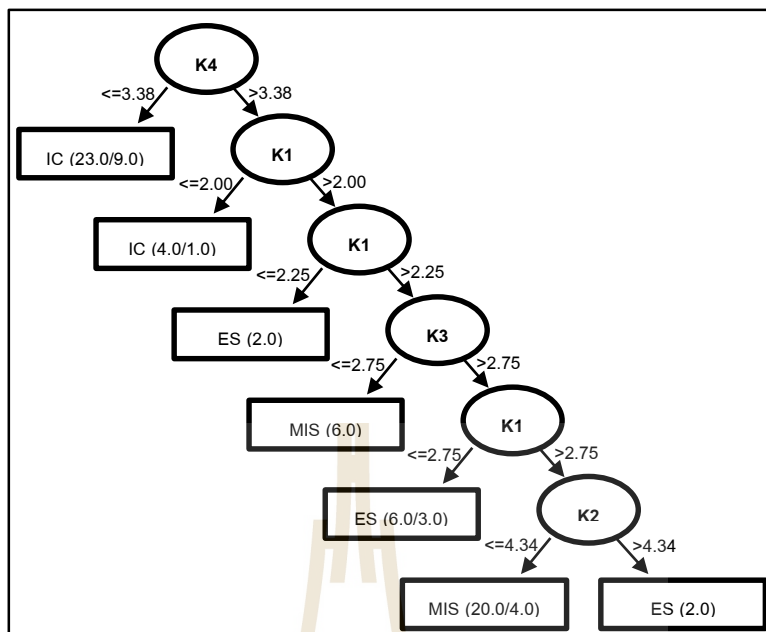 K4
<=3.38 >3.38
IC (23.0/9.0)
K1
<=2.00 >2.00
IC (4.0/1.0)
K1
<=2.25 >2.25
ES (2.0)
K3
<=2.75 >2.75
MIS (6.0)
K1
<=2.75 >2.75
ES (6.0/3.0)
K2
<=4.34 >4.34
MIS (20.0/4.0) ES (2.0)